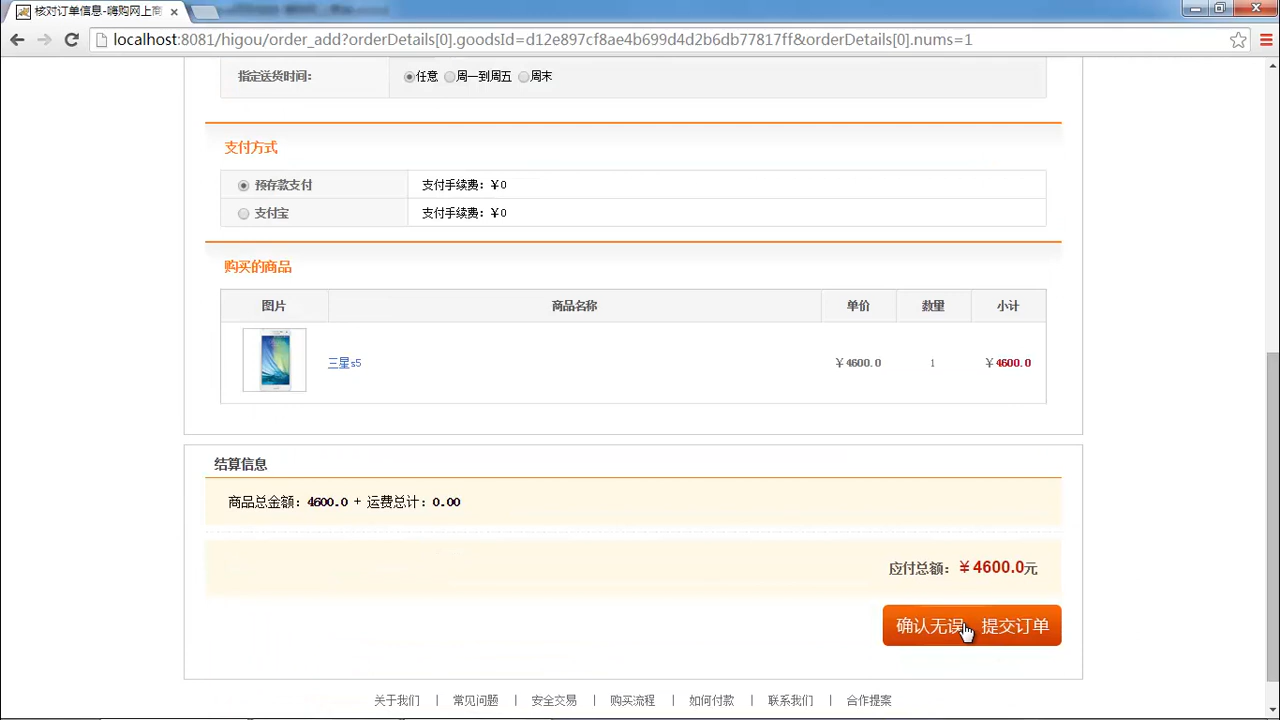 核对订单信息-嗨购网上商
localhost:8081/higou/order_add?orderDetails[0].goodsId=d12e897cf8ae4b699d4d2b6db77817ff&orderDetails[0].nums=1
指定送货时间: 任意 周一到周五 周末
支付方式
预存款支付 支付手续费: ¥0
支付宝 支付手续费: ¥0
购买的商品
图片 商品名称 单价 数量 小计
三星s5 ¥4600.0 1 ¥4600.0
结算信息
商品总金额: 4600.0 + 运费总计: 0.00
应付总额: ¥4600.0元
确认无误 提交订单
关于我们 | 常见问题 | 安全交易 | 购买流程 | 如何付款 | 联系我们 | 合作提案